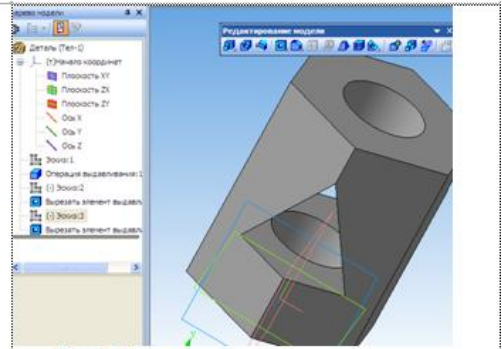 Дерево модели
Редактирование модели
Деталь (Тел-1)
(т)Начало координат
Плоскость XY
Плоскость ZX
Плоскость ZY
Ось X
Ось Y
Ось Z
Эскиз:1
Операция выдавливания:1
(-) Эскиз:2
Вырезать элемент выдавл
(-) Эскиз:3
Вырезать элемент выдавл
Y